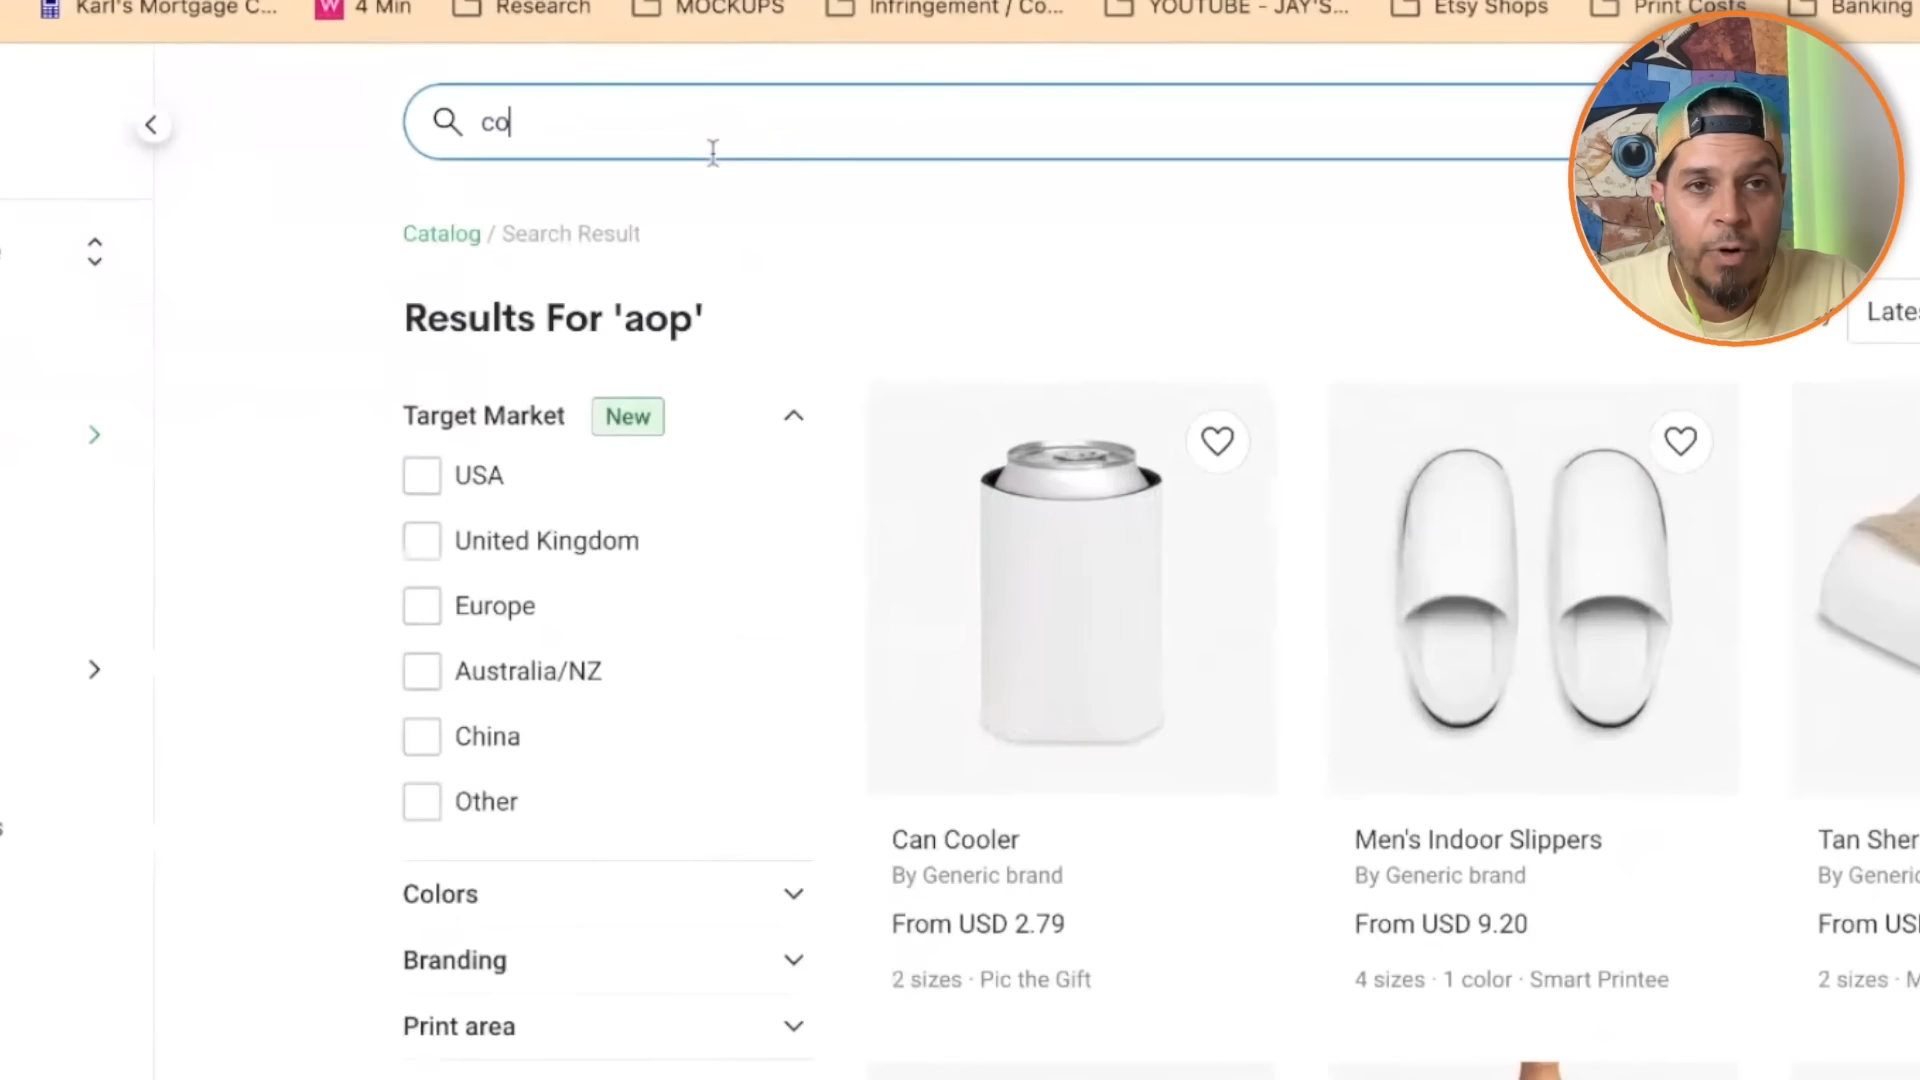 Karl's Mortgage C...
W 4 Min
Research
MOCKUPS
Infringement / Co...
YOUTUBE - JAY'S...
Etsy Shops
Print Costs
Banking
co
Catalog / Search Result
Results For 'aop'
Late
Target Market New
USA
United Kingdom
Europe
Australia/NZ
China
Other
Colors
Branding
Print area
Can Cooler
By Generic brand
From USD 2.79
2 sizes · Pic the Gift
Men's Indoor Slippers
By Generic brand
From USD 9.20
4 sizes · 1 color · Smart Printee
Tan Sher
By Generic
From US
2 sizes · M